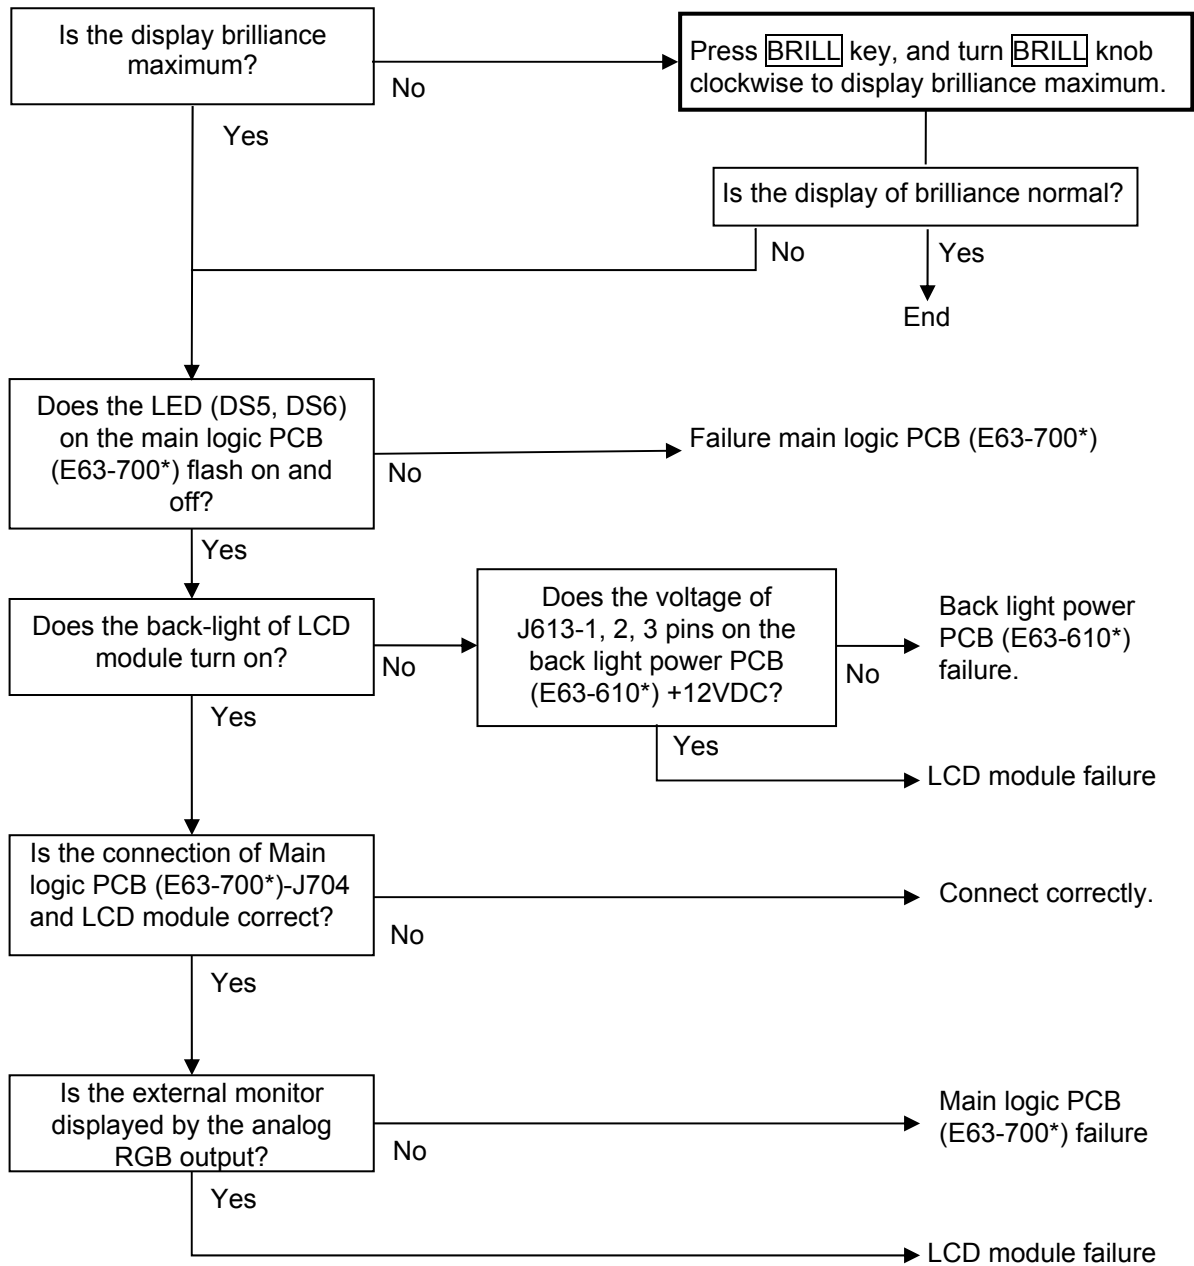 Is the display brilliance
maximum?
No
Press BRILL key, and turn BRILL knob
clockwise to display brilliance maximum.
Yes
Is the display of brilliance normal?
No
Yes
End
Does the LED (DS5, DS6)
on the main logic PCB
(E63-700*) flash on and
off?
No
Failure main logic PCB (E63-700*)
Yes
Does the back-light of LCD
module turn on?
No
Does the voltage of
J613-1, 2, 3 pins on the
back light power PCB
(E63-610*) +12VDC?
No
Back light power
PCB (E63-610*)
failure.
Yes
LCD module failure
Yes
Is the connection of Main
logic PCB (E63-700*)-J704
and LCD module correct?
No
Connect correctly.
Yes
Is the external monitor
displayed by the analog
RGB output?
No
Main logic PCB
(E63-700*) failure
Yes
LCD module failure